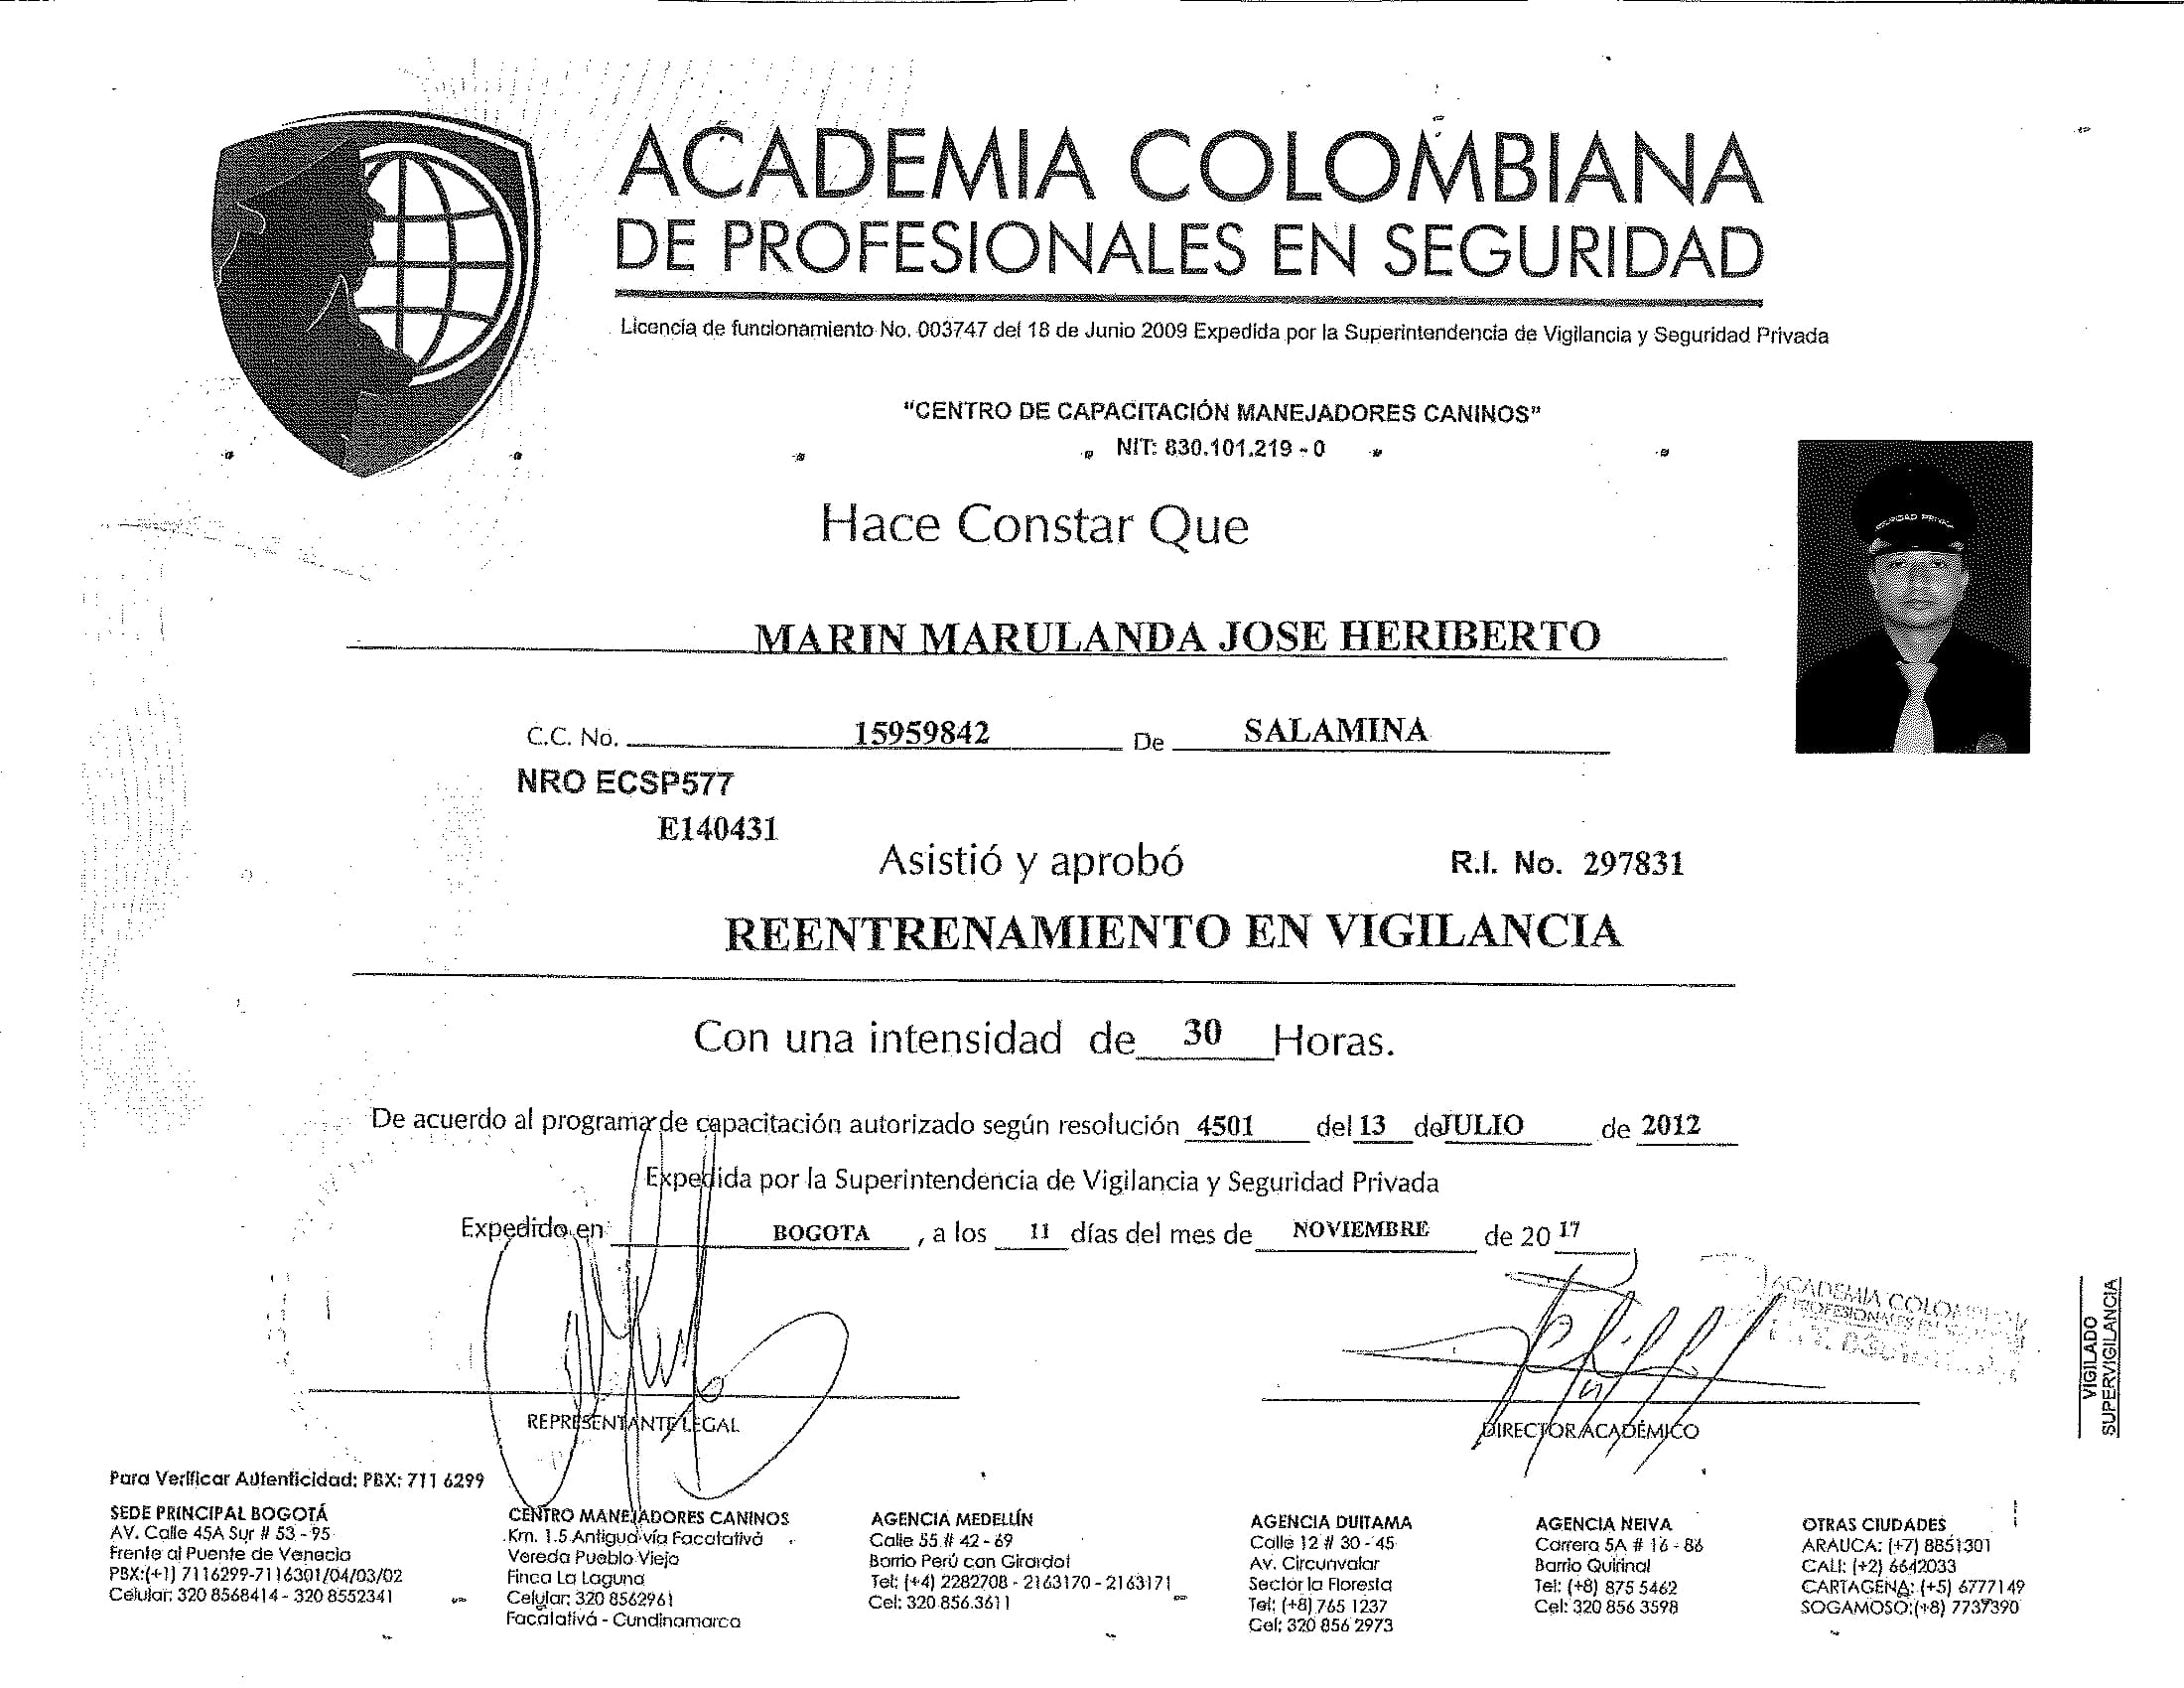 ACADEMIA COLOMBIANA
DE PROFESIONALES EN SEGURIDAD
Licencia de funcionamiento No. 003747 del 18 de Junio 2009 Expedida por la Superintendencia de Vigilancia y Seguridad Privada
"CENTRO DE CAPACITACIÓN MANEJADORES CANINOS"
NIT: 830.101.219 - 0
Hace Constar Que
MARIN MARULANDA JOSE HERIBERTO
C.C. No. 15959842 De SALAMINA
NRO ECSP577
E140431
Asistió y aprobó R.I. No. 297831
REENTRENAMIENTO EN VIGILANCIA
Con una intensidad de 30 Horas.
De acuerdo al programa de capacitación autorizado según resolución 4501 del 13 de JULIO de 2012
Expedida por la Superintendencia de Vigilancia y Seguridad Privada
Expedido en BOGOTA , a los 11 días del mes de NOVIEMBRE de 20 17
ACADEMIA
REPRESENTANTE LEGAL
DIRECTOR ACADÉMICO
VIGILADO
SUPERVIGILANCIA
Para Verificar Autenticidad: PBX: 711 6299
SEDE PRINCIPAL BOGOTÁ
AV. Calle 45A Sur # 53 - 95
Frente al Puente de Venecia
PBX:(+1) 7116299-7116301/04/03/02
Celular: 320 8568414 - 320 8552341
CENTRO MANEJADORES CANINOS
Km. 1.5 Antigua vía Facatativá
Vereda Pueblo Viejo
Finca La Laguna
Celular: 320 8562961
Facatativá - Cundinamarca
AGENCIA MEDELLÍN
Calle 55 # 42 - 69
Barrio Perú con Girardot
Tel: (+4) 2282708 - 2163170 - 2163171
Cel: 320.856.3611
AGENCIA DUITAMA
Calle 12 # 30 - 45
Av. Circunvalar
Sector la Floresta
Tel: (+8) 765 1237
Cel: 320 856 2973
AGENCIA NEIVA
Carrera 5A # 16 - 86
Barrio Quirinal
Tel: (+8) 875 5462
Cel: 320 856 3598
OTRAS CIUDADES
ARAUCA: (+7) 8851301
CALI: (+2) 6642033
CARTAGENA: (+5) 6777149
SOGAMOSO:(+8) 7737390